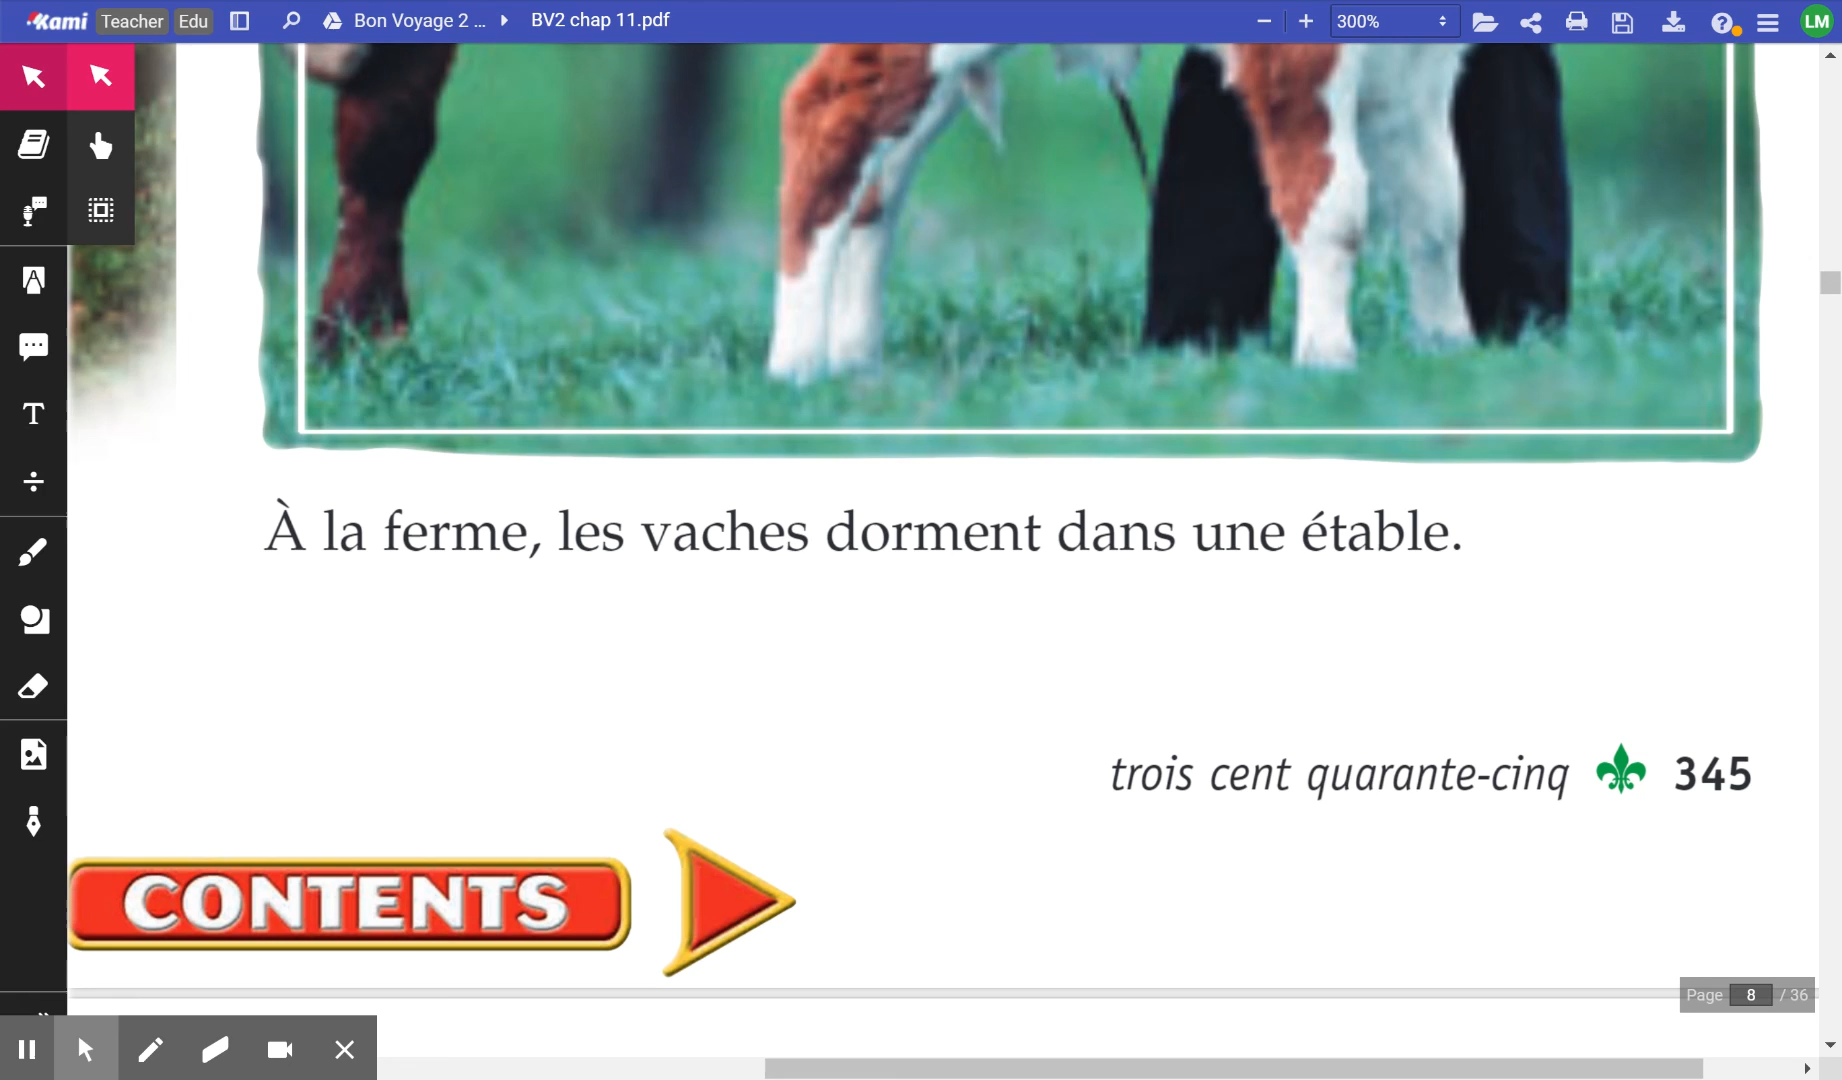 Kami Teacher Edu Bon Voyage 2 ... BV2 chap 11.pdf 300% LM
À la ferme, les vaches dorment dans une étable.
trois cent quarante-cinq 345
CONTENTS
Page 8 / 36